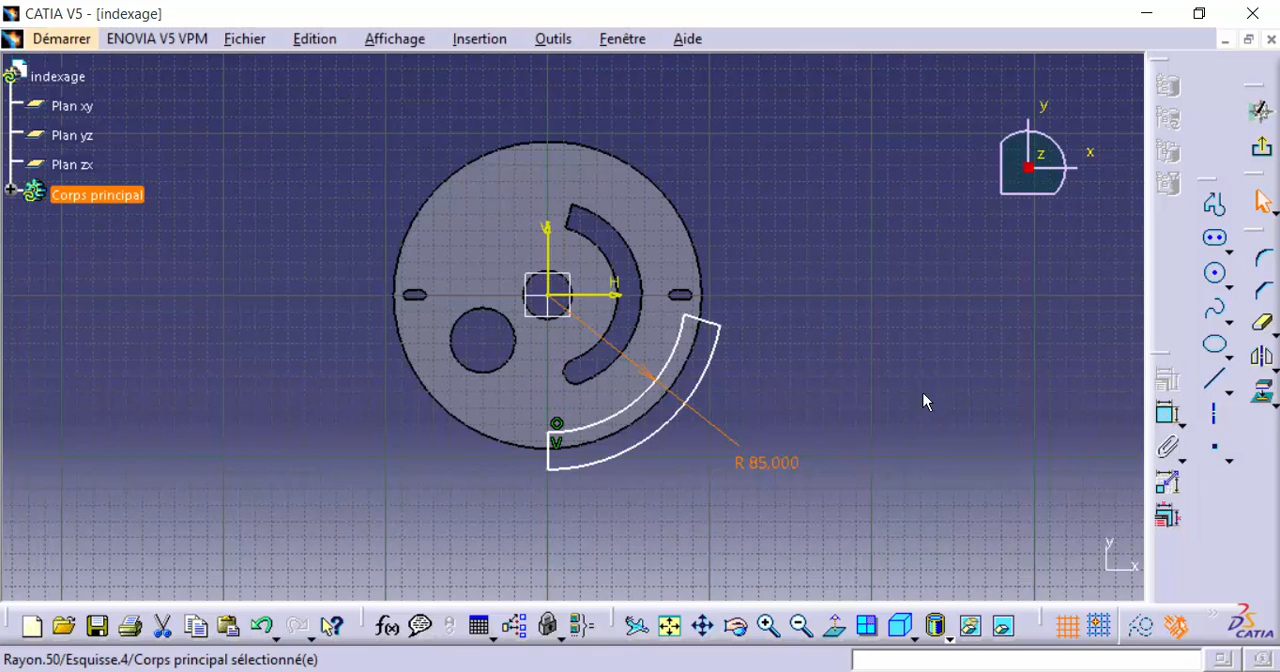 CATIA V5 - [indexage]
Démarrer ENOVIA V5 VPM Fichier Edition Affichage Insertion Outils Fenêtre Aide
indexage
Plan xy
Plan yz
Plan zx
Corps principal
y
z
x
V
H
V
R 85,000
y
x
f(x)
CATIA
Rayon.50/Esquisse.4/Corps principal sélectionné(e)